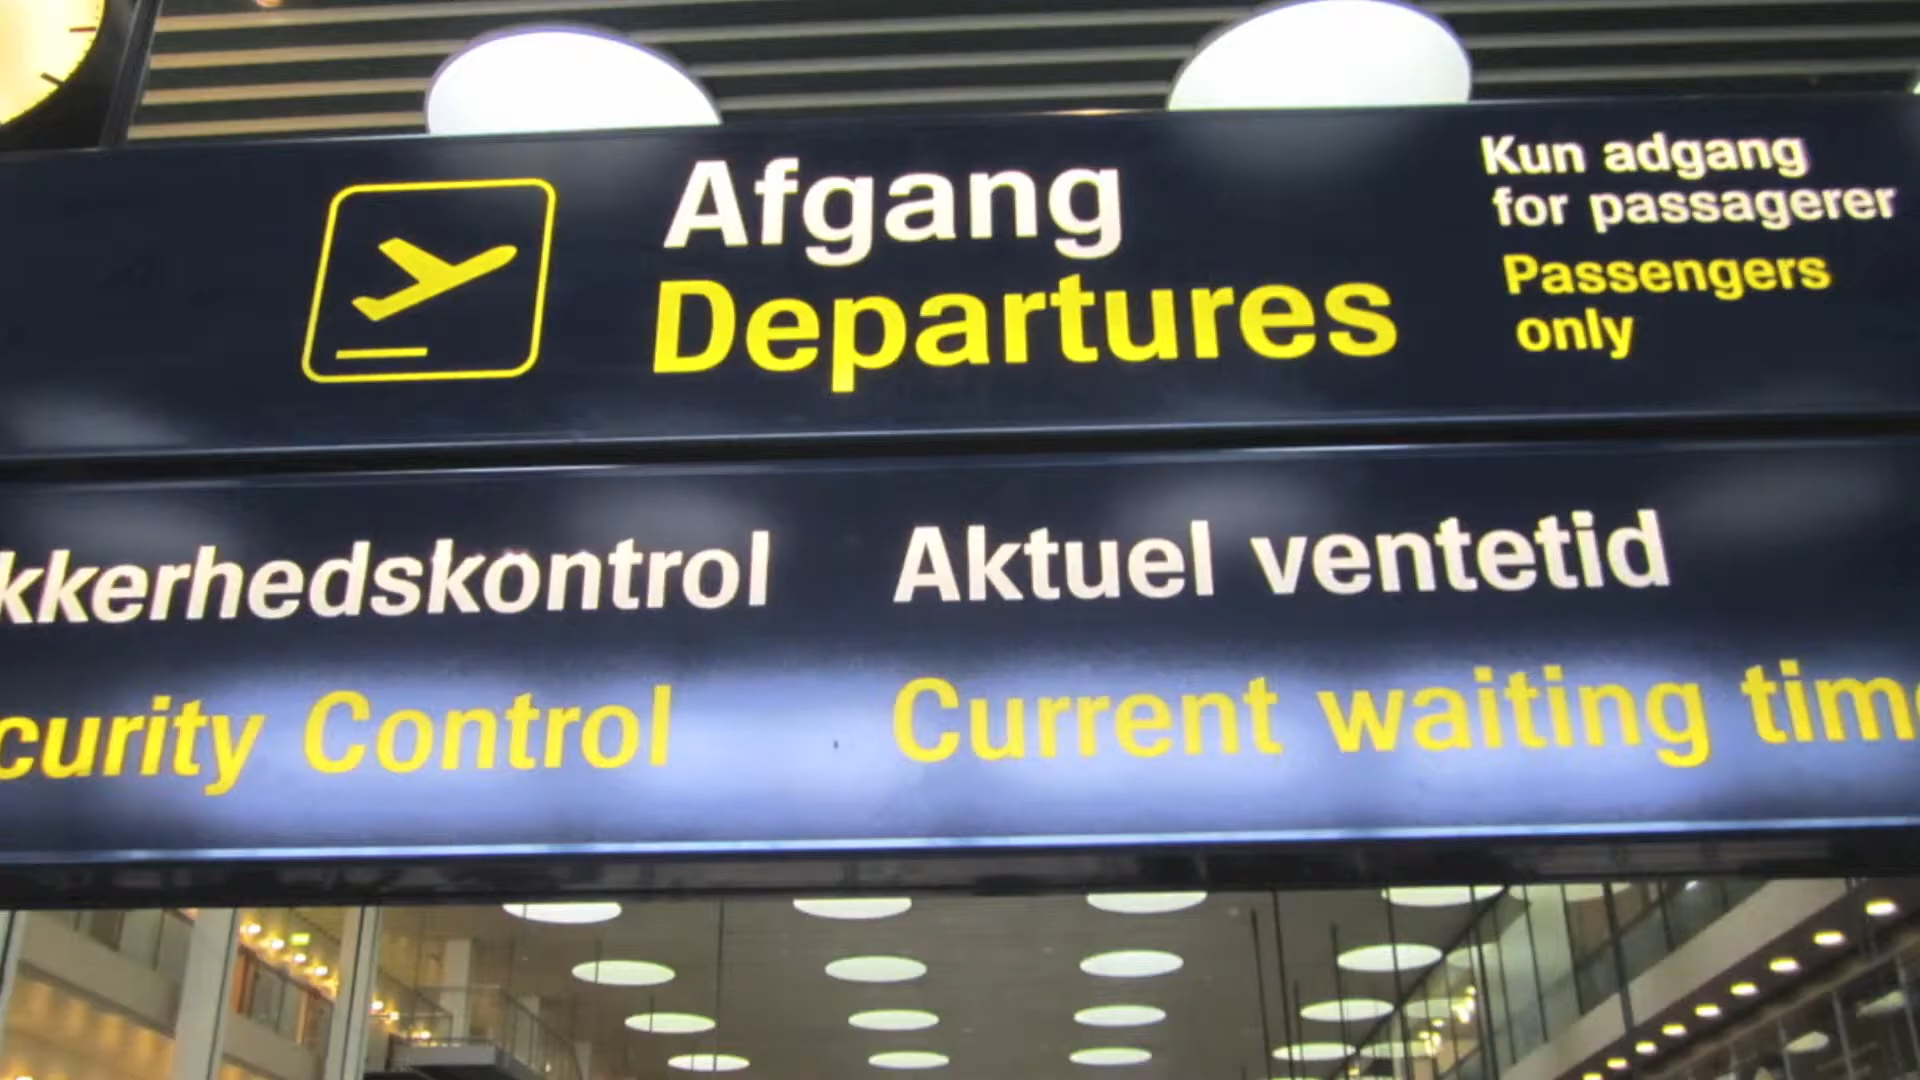 Afgang
Departures
Kun adgang
for passagerer
Passengers
only
kkerhedskontrol
curity Control
Aktuel ventetid
Current waiting tim